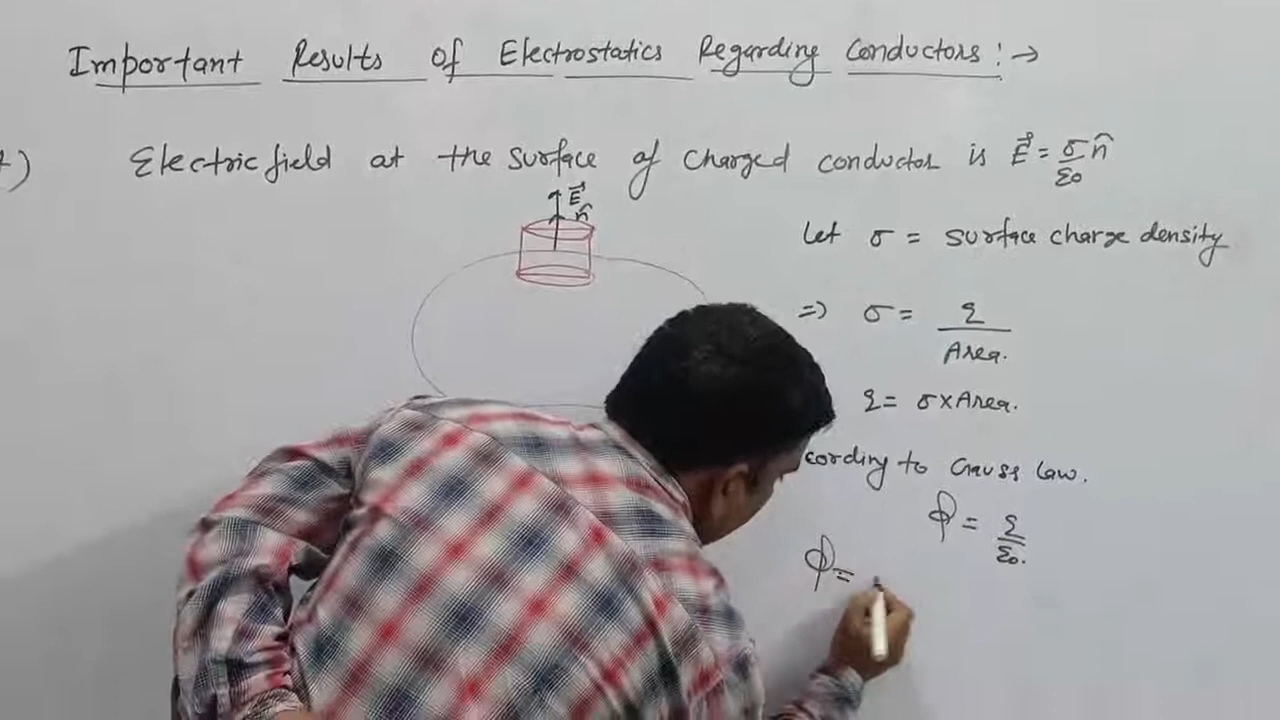 Important Results of Electrostatics Regarding Conductors :→
Electric field at the surface of charged conductor is E⃗ = σ/ε₀ n̂
E⃗
n̂
Let σ = surface charge density
=> σ = q/Area.
q = σ×Area.
cording to Gauss Law.
ϕ = q/ε₀.
ϕ =